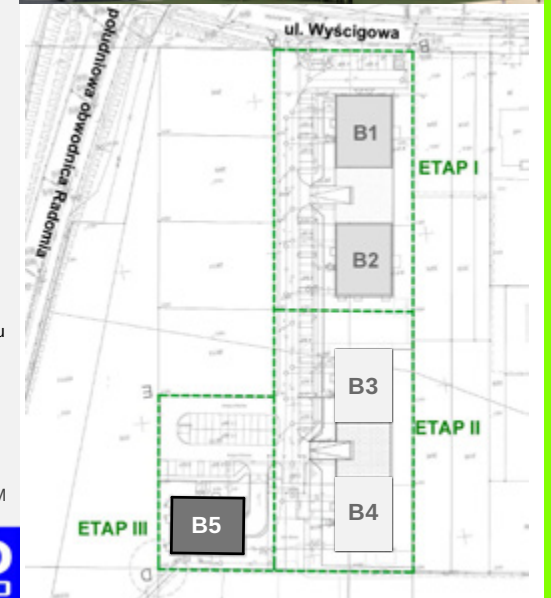 ul. Wyścigowa
południowa obwodnica Radomia
B
B1
ETAP I
B2
u
B3
E
ETAP II
M
B4
B5
ETAP III
D